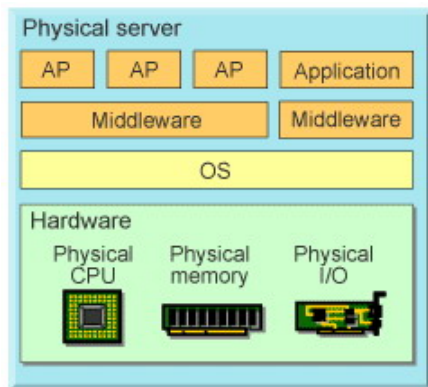 Physical server
AP AP AP Application
Middleware Middleware
OS
Hardware
Physical CPU
Physical memory
Physical I/O